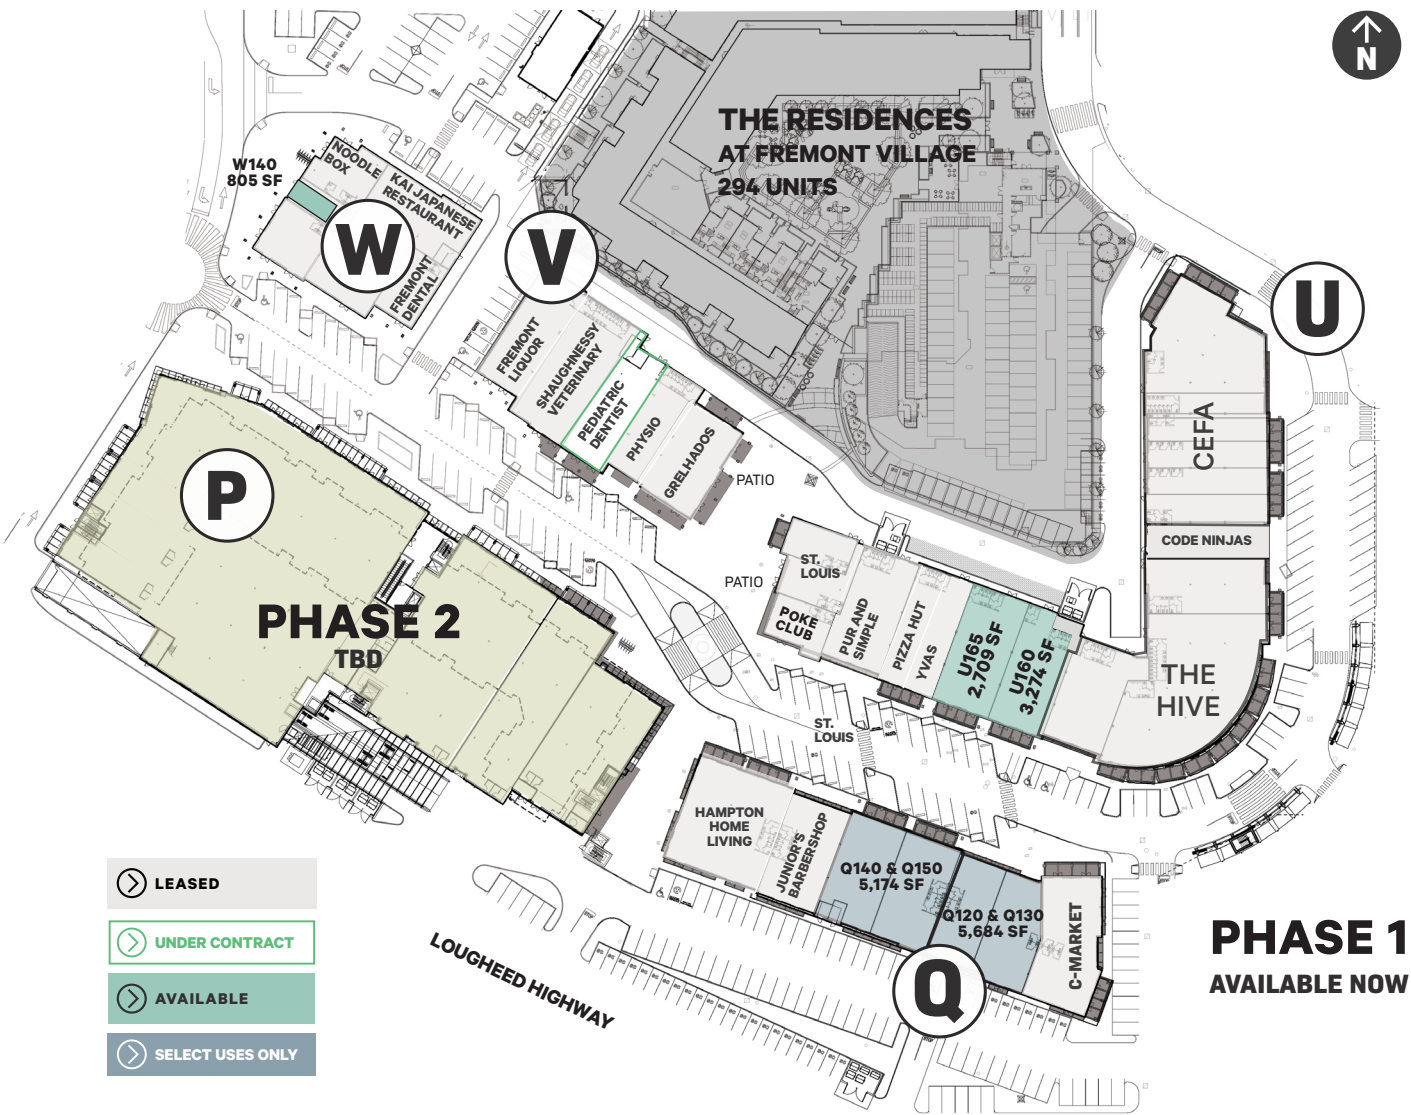 N
THE RESIDENCES
AT FREMONT VILLAGE
294 UNITS
W140
805 SF
NOODLE
BOX
KAI JAPANESE
RESTAURANT
FREMONT
DENTAL
W
V
U
FREMONT
LIQUOR
SHAUGHNESSY
VETERINARY
PEDIATRIC
DENTIST
PHYSIO
GRELHADOS
PATIO
CEFA
CODE NINJAS
THE
HIVE
P
PHASE 2
TBD
PATIO
ST.
LOUIS
POKE
CLUB
PUR AND
SIMPLE
PIZZA HUT
YVAS
U165
2,709 SF
U160
3,274 SF
ST.
LOUIS
HAMPTON
HOME
LIVING
JUNIOR'S
BARBERSHOP
Q140 & Q150
5,174 SF
Q120 & Q130
5,684 SF
C-MARKET
Q
LOUGHEED HIGHWAY
PHASE 1
AVAILABLE NOW
LEASED
UNDER CONTRACT
AVAILABLE
SELECT USES ONLY